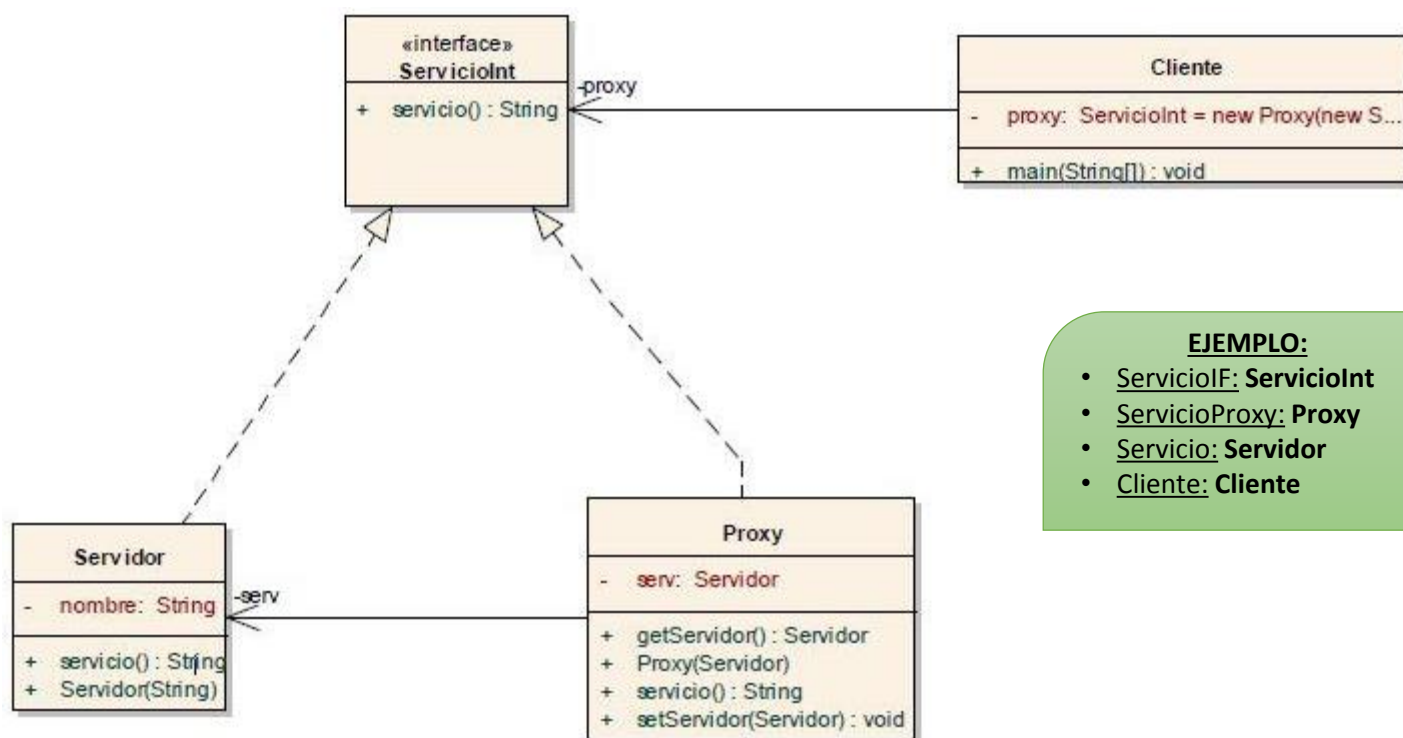 «interface»
ServicioInt
+ servicio() : String
-proxy
Cliente
- proxy: ServicioInt = new Proxy(new S...
+ main(String[]) : void
EJEMPLO:
• ServicioIF: ServicioInt
• ServicioProxy: Proxy
• Servicio: Servidor
• Cliente: Cliente
Servidor
- nombre: String
+ servicio() : String
+ Servidor(String)
-serv
Proxy
- serv: Servidor
+ getServidor() : Servidor
+ Proxy(Servidor)
+ servicio() : String
+ setServidor(Servidor) : void